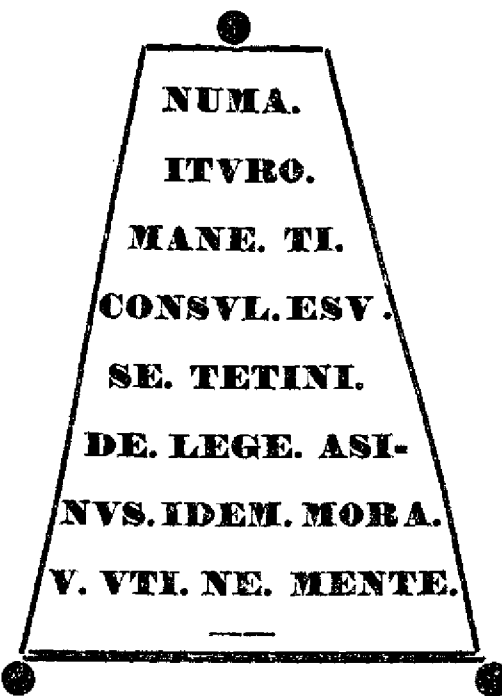 NUMA.
ITVRO.
MANE. TI.
CONSVL. ESV.
SE. TETINI.
DE. LEGE. ASI-
NVS. IDEM. MORA.
V. VTI. NE. MENTE.